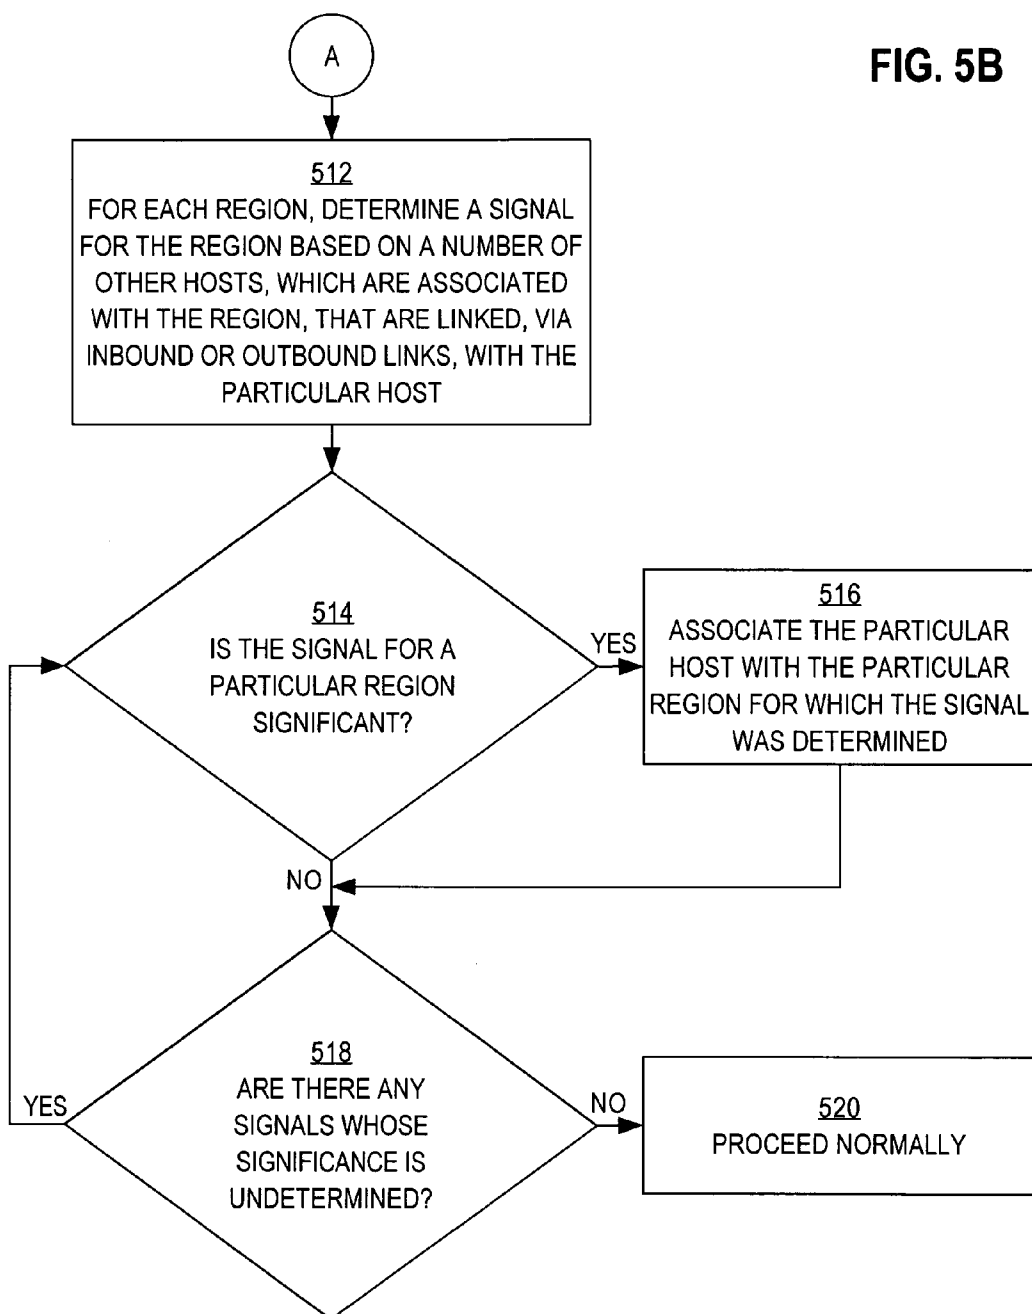 A
FIG. 5B
512
FOR EACH REGION, DETERMINE A SIGNAL
FOR THE REGION BASED ON A NUMBER OF
OTHER HOSTS, WHICH ARE ASSOCIATED
WITH THE REGION, THAT ARE LINKED, VIA
INBOUND OR OUTBOUND LINKS, WITH THE
PARTICULAR HOST
514
IS THE SIGNAL FOR A
PARTICULAR REGION
SIGNIFICANT?
YES
516
ASSOCIATE THE PARTICULAR
HOST WITH THE PARTICULAR
REGION FOR WHICH THE SIGNAL
WAS DETERMINED
NO
518
ARE THERE ANY
SIGNALS WHOSE
SIGNIFICANCE IS
UNDETERMINED?
YES
NO
520
PROCEED NORMALLY